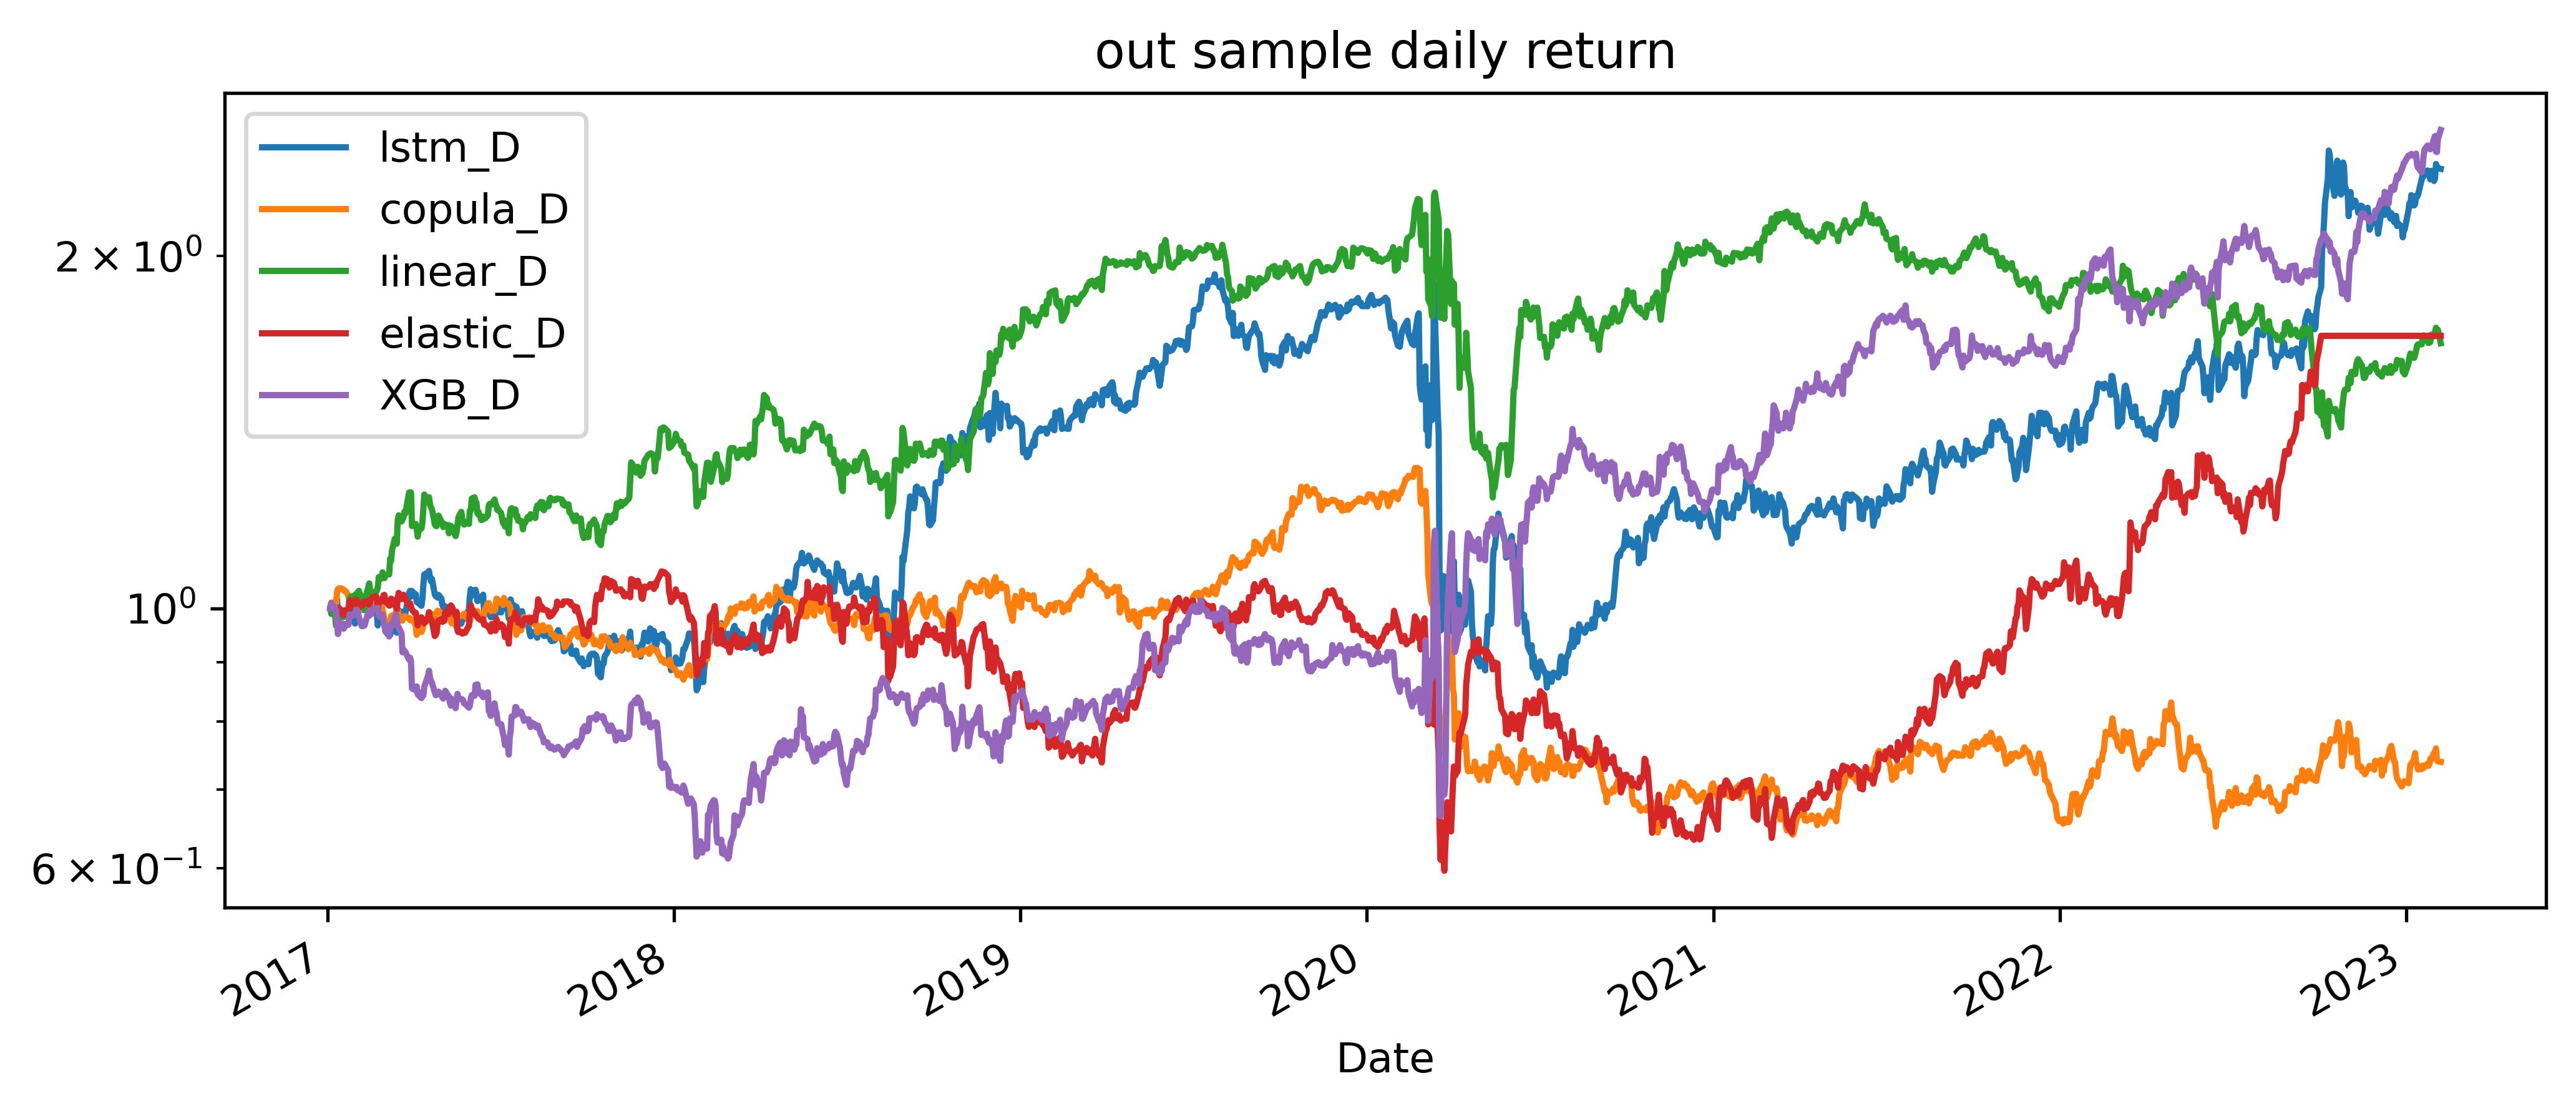 out sample daily return
lstm_D
copula_D
linear_D
elastic_D
XGB_D
2 × 10⁰
10⁰
6 × 10⁻¹
2017
2018
2019
2020
2021
2022
2023
Date